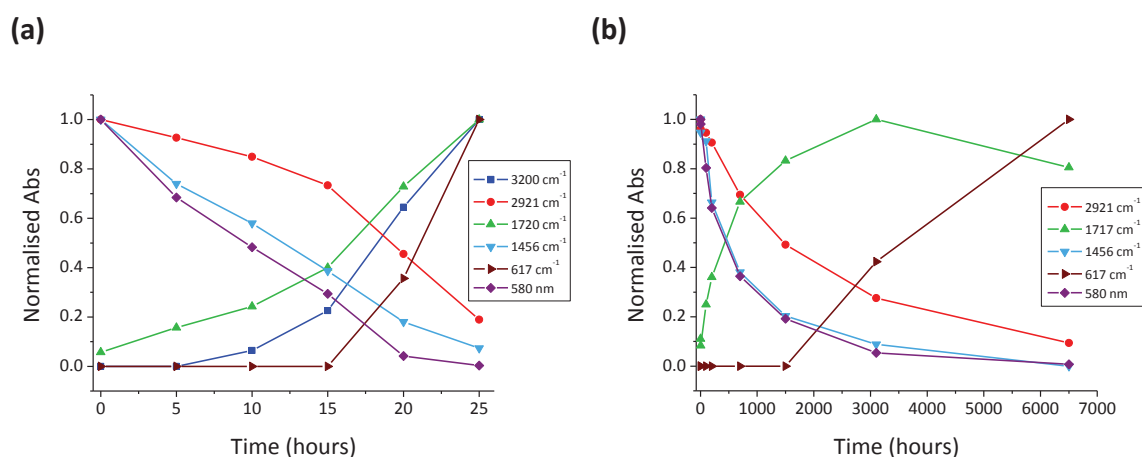 (a)
Normalised Abs
1.0
0.8
0.6
0.4
0.2
0.0
0
5
10
15
20
25
Time (hours)
3200 cm⁻¹
2921 cm⁻¹
1720 cm⁻¹
1456 cm⁻¹
617 cm⁻¹
580 nm
(b)
Normalised Abs
1.0
0.8
0.6
0.4
0.2
0.0
0
1000
2000
3000
4000
5000
6000
7000
Time (hours)
2921 cm⁻¹
1717 cm⁻¹
1456 cm⁻¹
617 cm⁻¹
580 nm